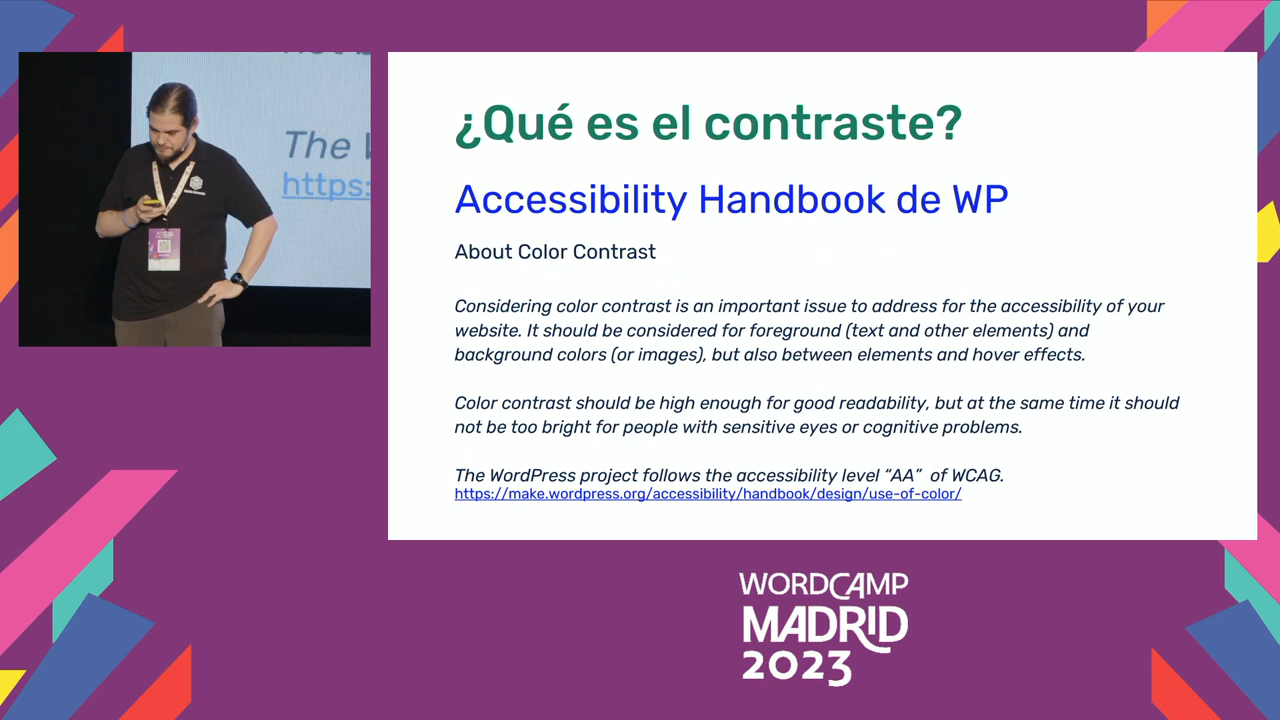 ¿Qué es el contraste?
Accessibility Handbook de WP
About Color Contrast
Considering color contrast is an important issue to address for the accessibility of your
website. It should be considered for foreground (text and other elements) and
background colors (or images), but also between elements and hover effects.
Color contrast should be high enough for good readability, but at the same time it should
not be too bright for people with sensitive eyes or cognitive problems.
The WordPress project follows the accessibility level “AA”  of WCAG.
https://make.wordpress.org/accessibility/handbook/design/use-of-color/
The
https:
WORDCAMP
MADRID
2023